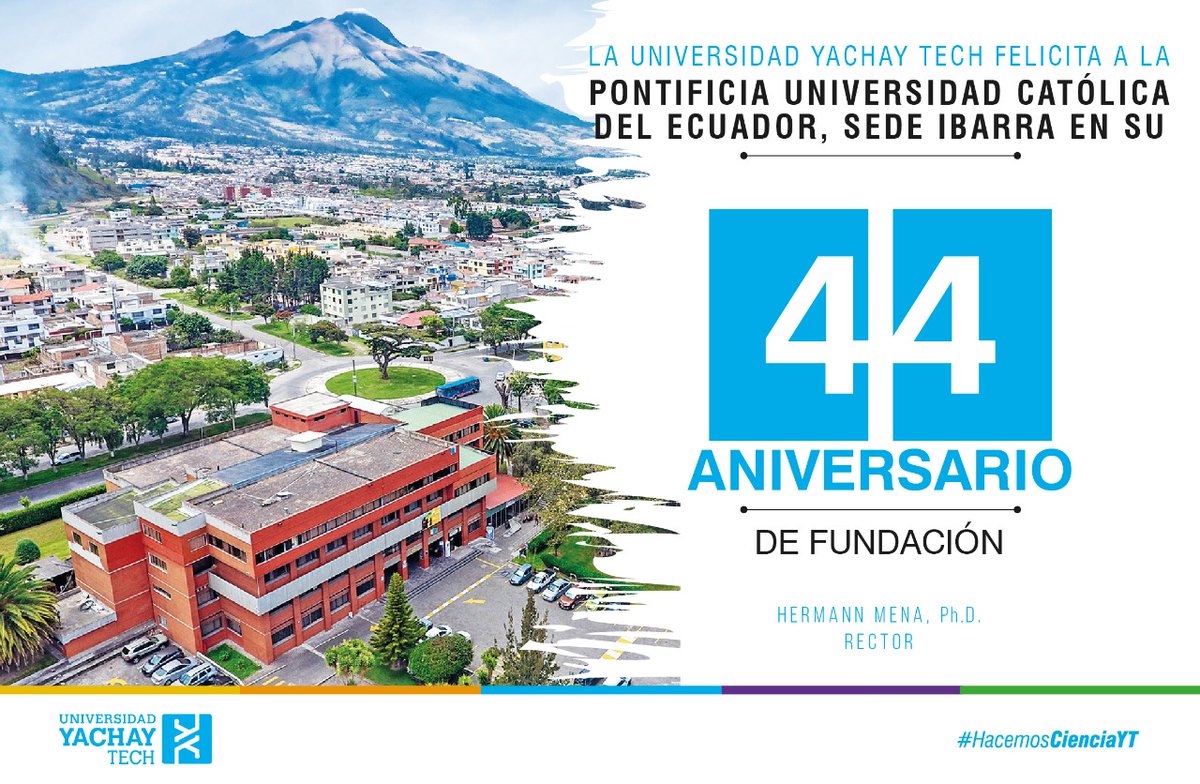 LA UNIVERSIDAD YACHAY TECH FELICITA A LA
PONTIFICIA UNIVERSIDAD CATÓLICA
DEL ECUADOR, SEDE IBARRA EN SU
44
ANIVERSARIO
DE FUNDACIÓN
HERMANN MENA, Ph.D.
RECTOR
UNIVERSIDAD
YACHAY
TECH
#HacemosCienciaYT